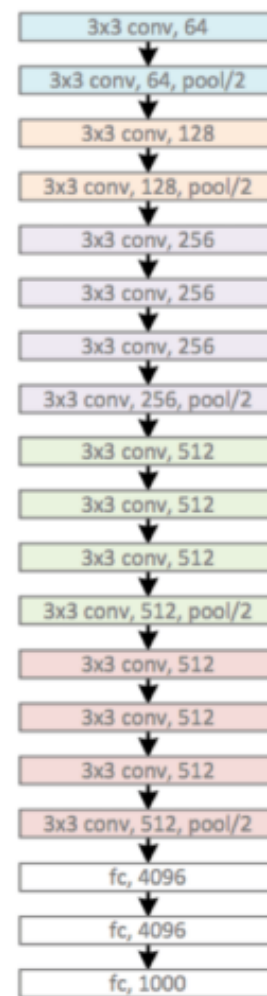 3x3 conv, 64
3x3 conv, 64, pool/2
3x3 conv, 128
3x3 conv, 128, pool/2
3x3 conv, 256
3x3 conv, 256
3x3 conv, 256
3x3 conv, 256, pool/2
3x3 conv, 512
3x3 conv, 512
3x3 conv, 512
3x3 conv, 512, pool/2
3x3 conv, 512
3x3 conv, 512
3x3 conv, 512
3x3 conv, 512, pool/2
fc, 4096
fc, 4096
fc, 1000